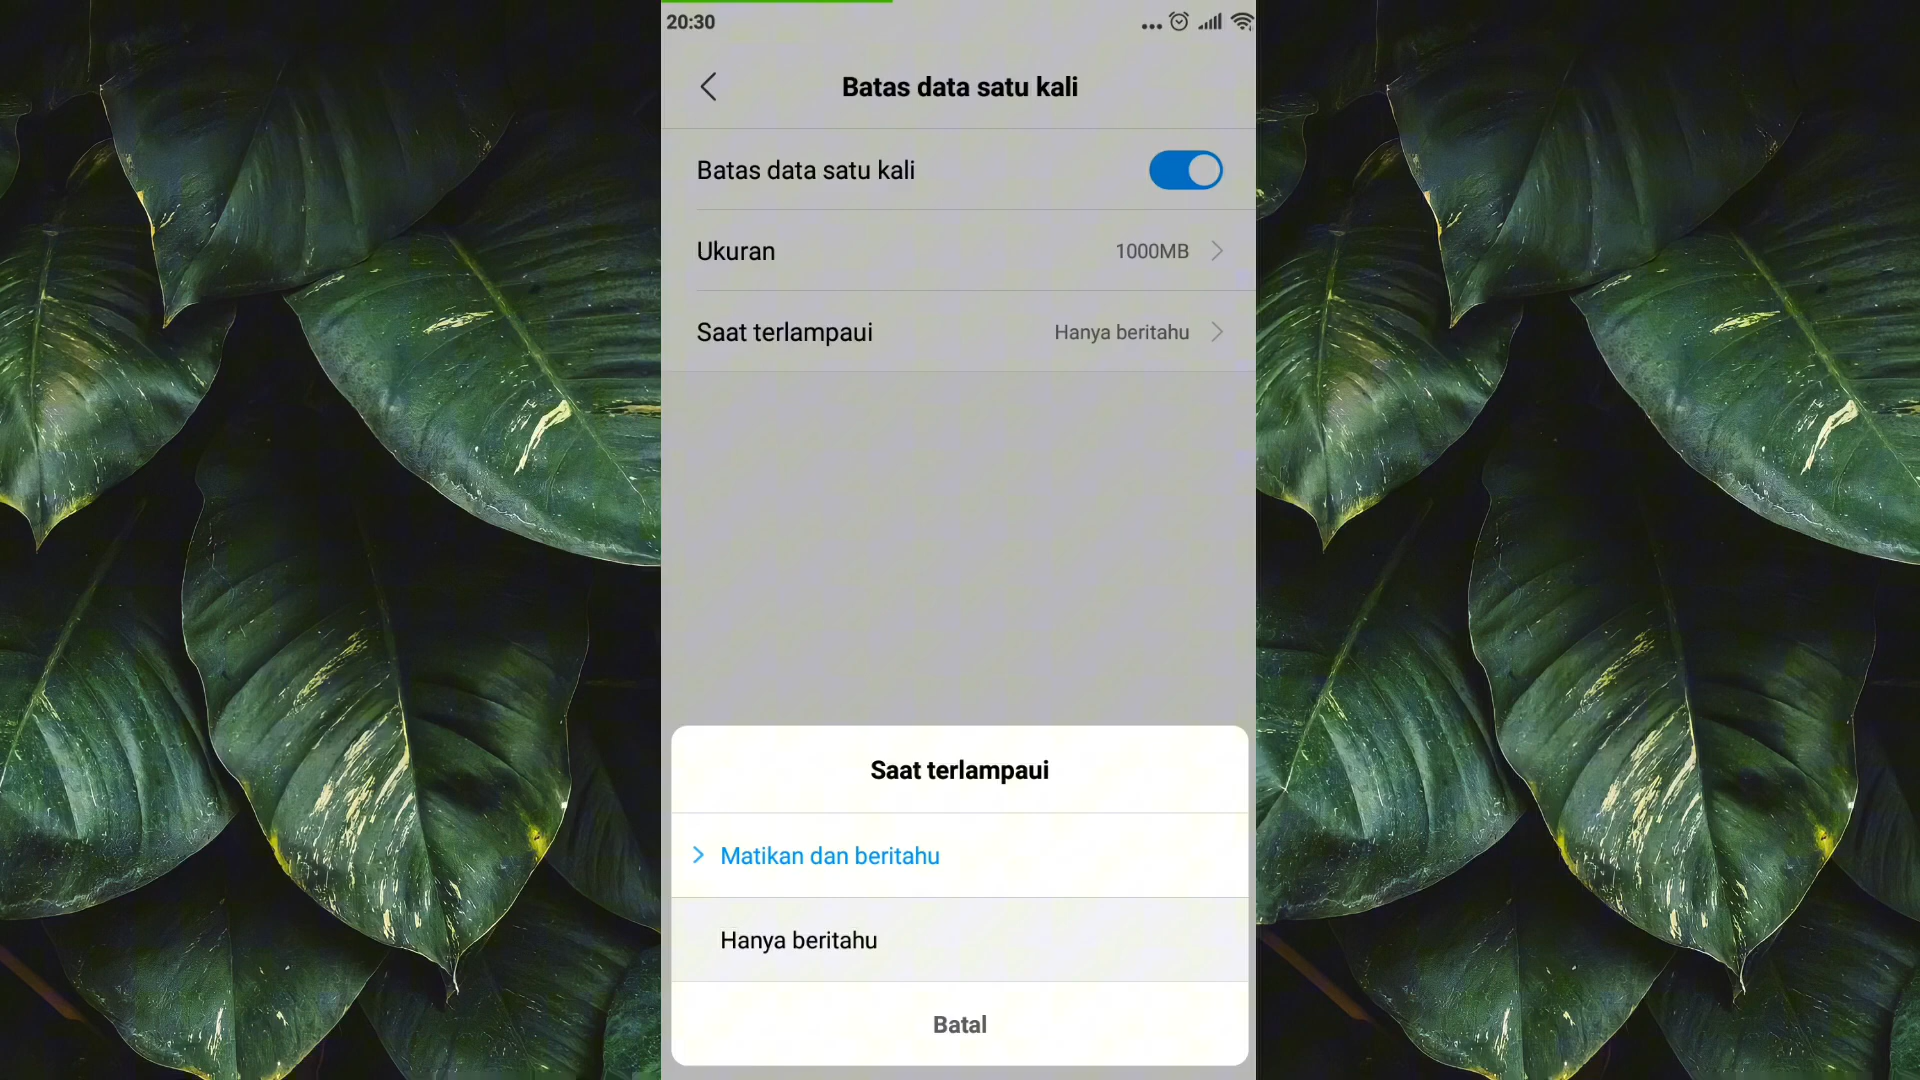 20:30
Batas data satu kali
Batas data satu kali
Ukuran 1000MB
Saat terlampaui Hanya beritahu
Saat terlampaui
Matikan dan beritahu
Hanya beritahu
Batal